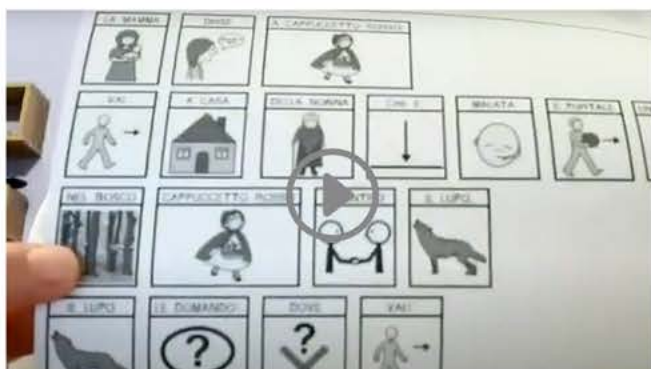 LA MAMMA DISSE A CAPPUCCETTO ROSSO
VAI A CASA DELLA NONNA CHE È MALATA E PORTALE
NEL BOSCO CAPPUCCETTO ROSSO IL LUPO.
IL LUPO LE DOMANDÒ: DOVE VAI?